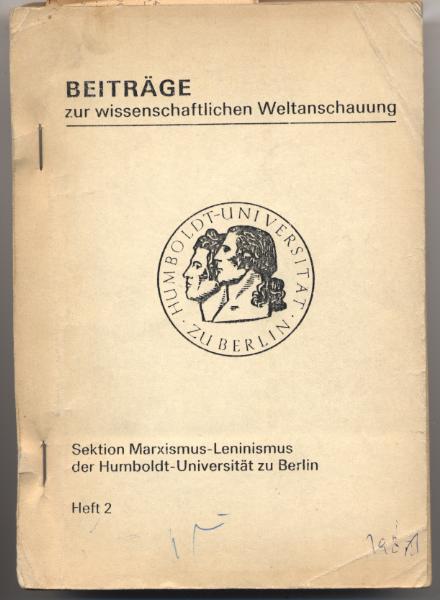 BEITRÄGE
zur wissenschaftlichen Weltanschauung
HUMBOLDT-UNIVERSITÄT
· ZU BERLIN ·
Sektion Marxismus-Leninismus
der Humboldt-Universität zu Berlin
Heft 2